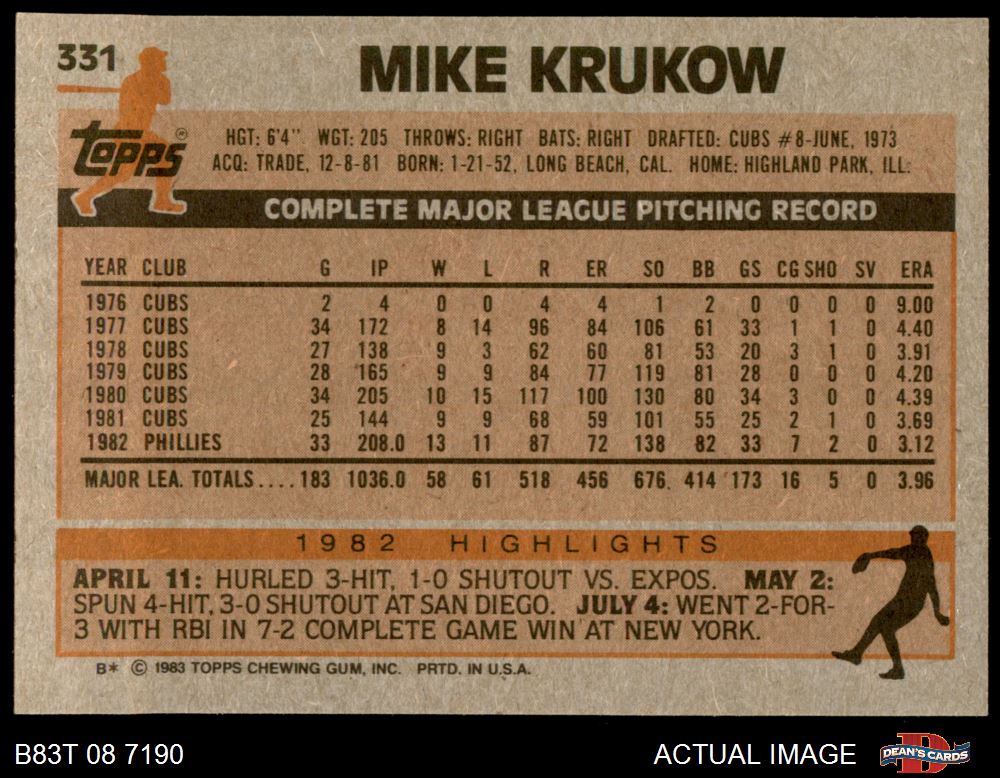 331
MIKE KRUKOW
Topps®
HGT: 6'4" WGT: 205 THROWS: RIGHT BATS: RIGHT DRAFTED: CUBS #8-JUNE, 1973
ACQ: TRADE, 12-8-81 BORN: 1-21-52, LONG BEACH, CAL. HOME: HIGHLAND PARK, ILL.
COMPLETE MAJOR LEAGUE PITCHING RECORD
YEAR CLUB G IP W L R ER SO BB GS CG SHO SV ERA
1976 CUBS 2 4 0 0 4 4 1 2 0 0 0 0 9.00
1977 CUBS 34 172 8 14 96 84 106 61 33 1 1 0 4.40
1978 CUBS 27 138 9 3 62 60 81 53 20 3 1 0 3.91
1979 CUBS 28 165 9 9 84 77 119 81 28 0 0 0 4.20
1980 CUBS 34 205 10 15 117 100 130 80 34 3 0 0 4.39
1981 CUBS 25 144 9 9 68 59 101 55 25 2 1 0 3.69
1982 PHILLIES 33 208.0 13 11 87 72 138 82 33 7 2 0 3.12
MAJOR LEA. TOTALS....183 1036.0 58 61 518 456 676 414 173 16 5 0 3.96
1982 HIGHLIGHTS
APRIL 11: HURLED 3-HIT, 1-0 SHUTOUT VS. EXPOS. MAY 2:
SPUN 4-HIT, 3-0 SHUTOUT AT SAN DIEGO. JULY 4: WENT 2-FOR-
3 WITH RBI IN 7-2 COMPLETE GAME WIN AT NEW YORK.
B* © 1983 TOPPS CHEWING GUM, INC. PRTD. IN U.S.A.
B83T 08 7190
ACTUAL IMAGE
DEAN'S CARDS